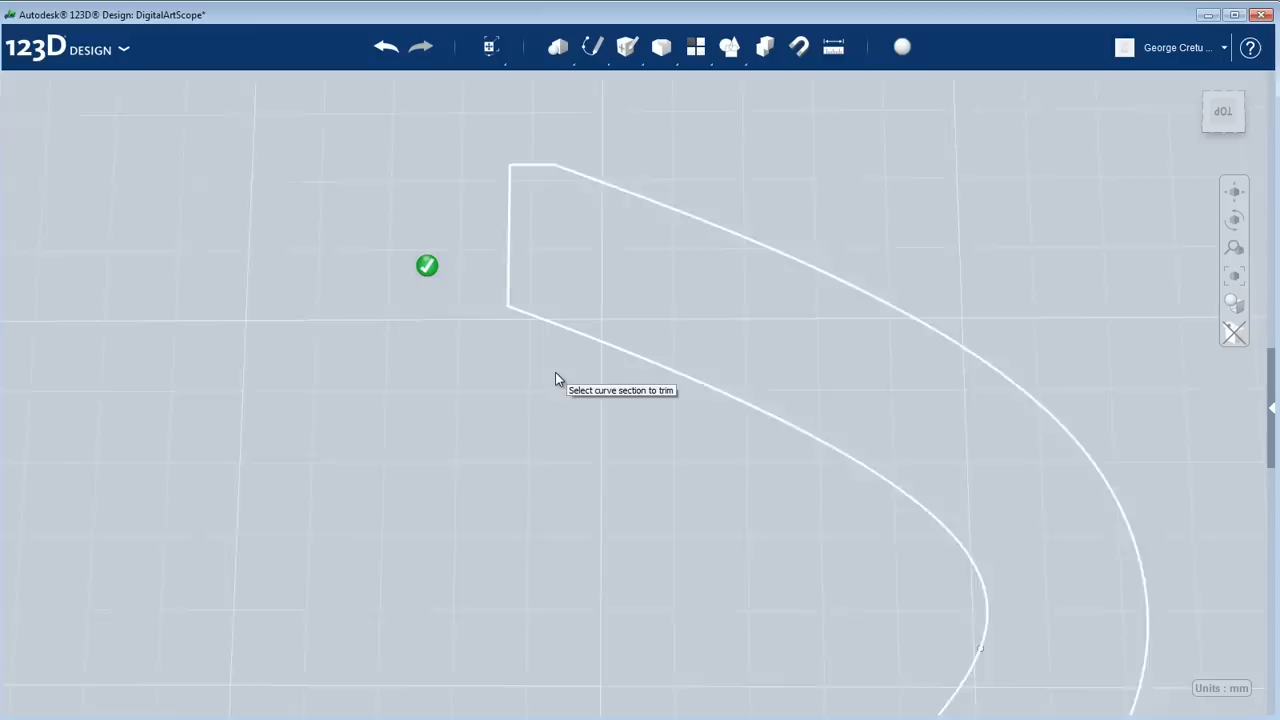 Autodesk® 123D® Design: DigitalArtScope*
123D® DESIGN
George Cretu ...
?
TOP
Select curve section to trim
Units : mm